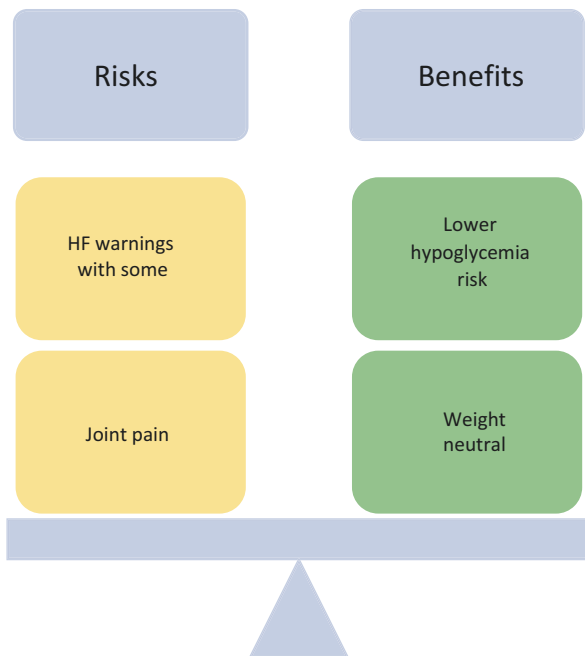 Risks
Benefits
HF warnings
with some
Lower
hypoglycemia
risk
Joint pain
Weight
neutral